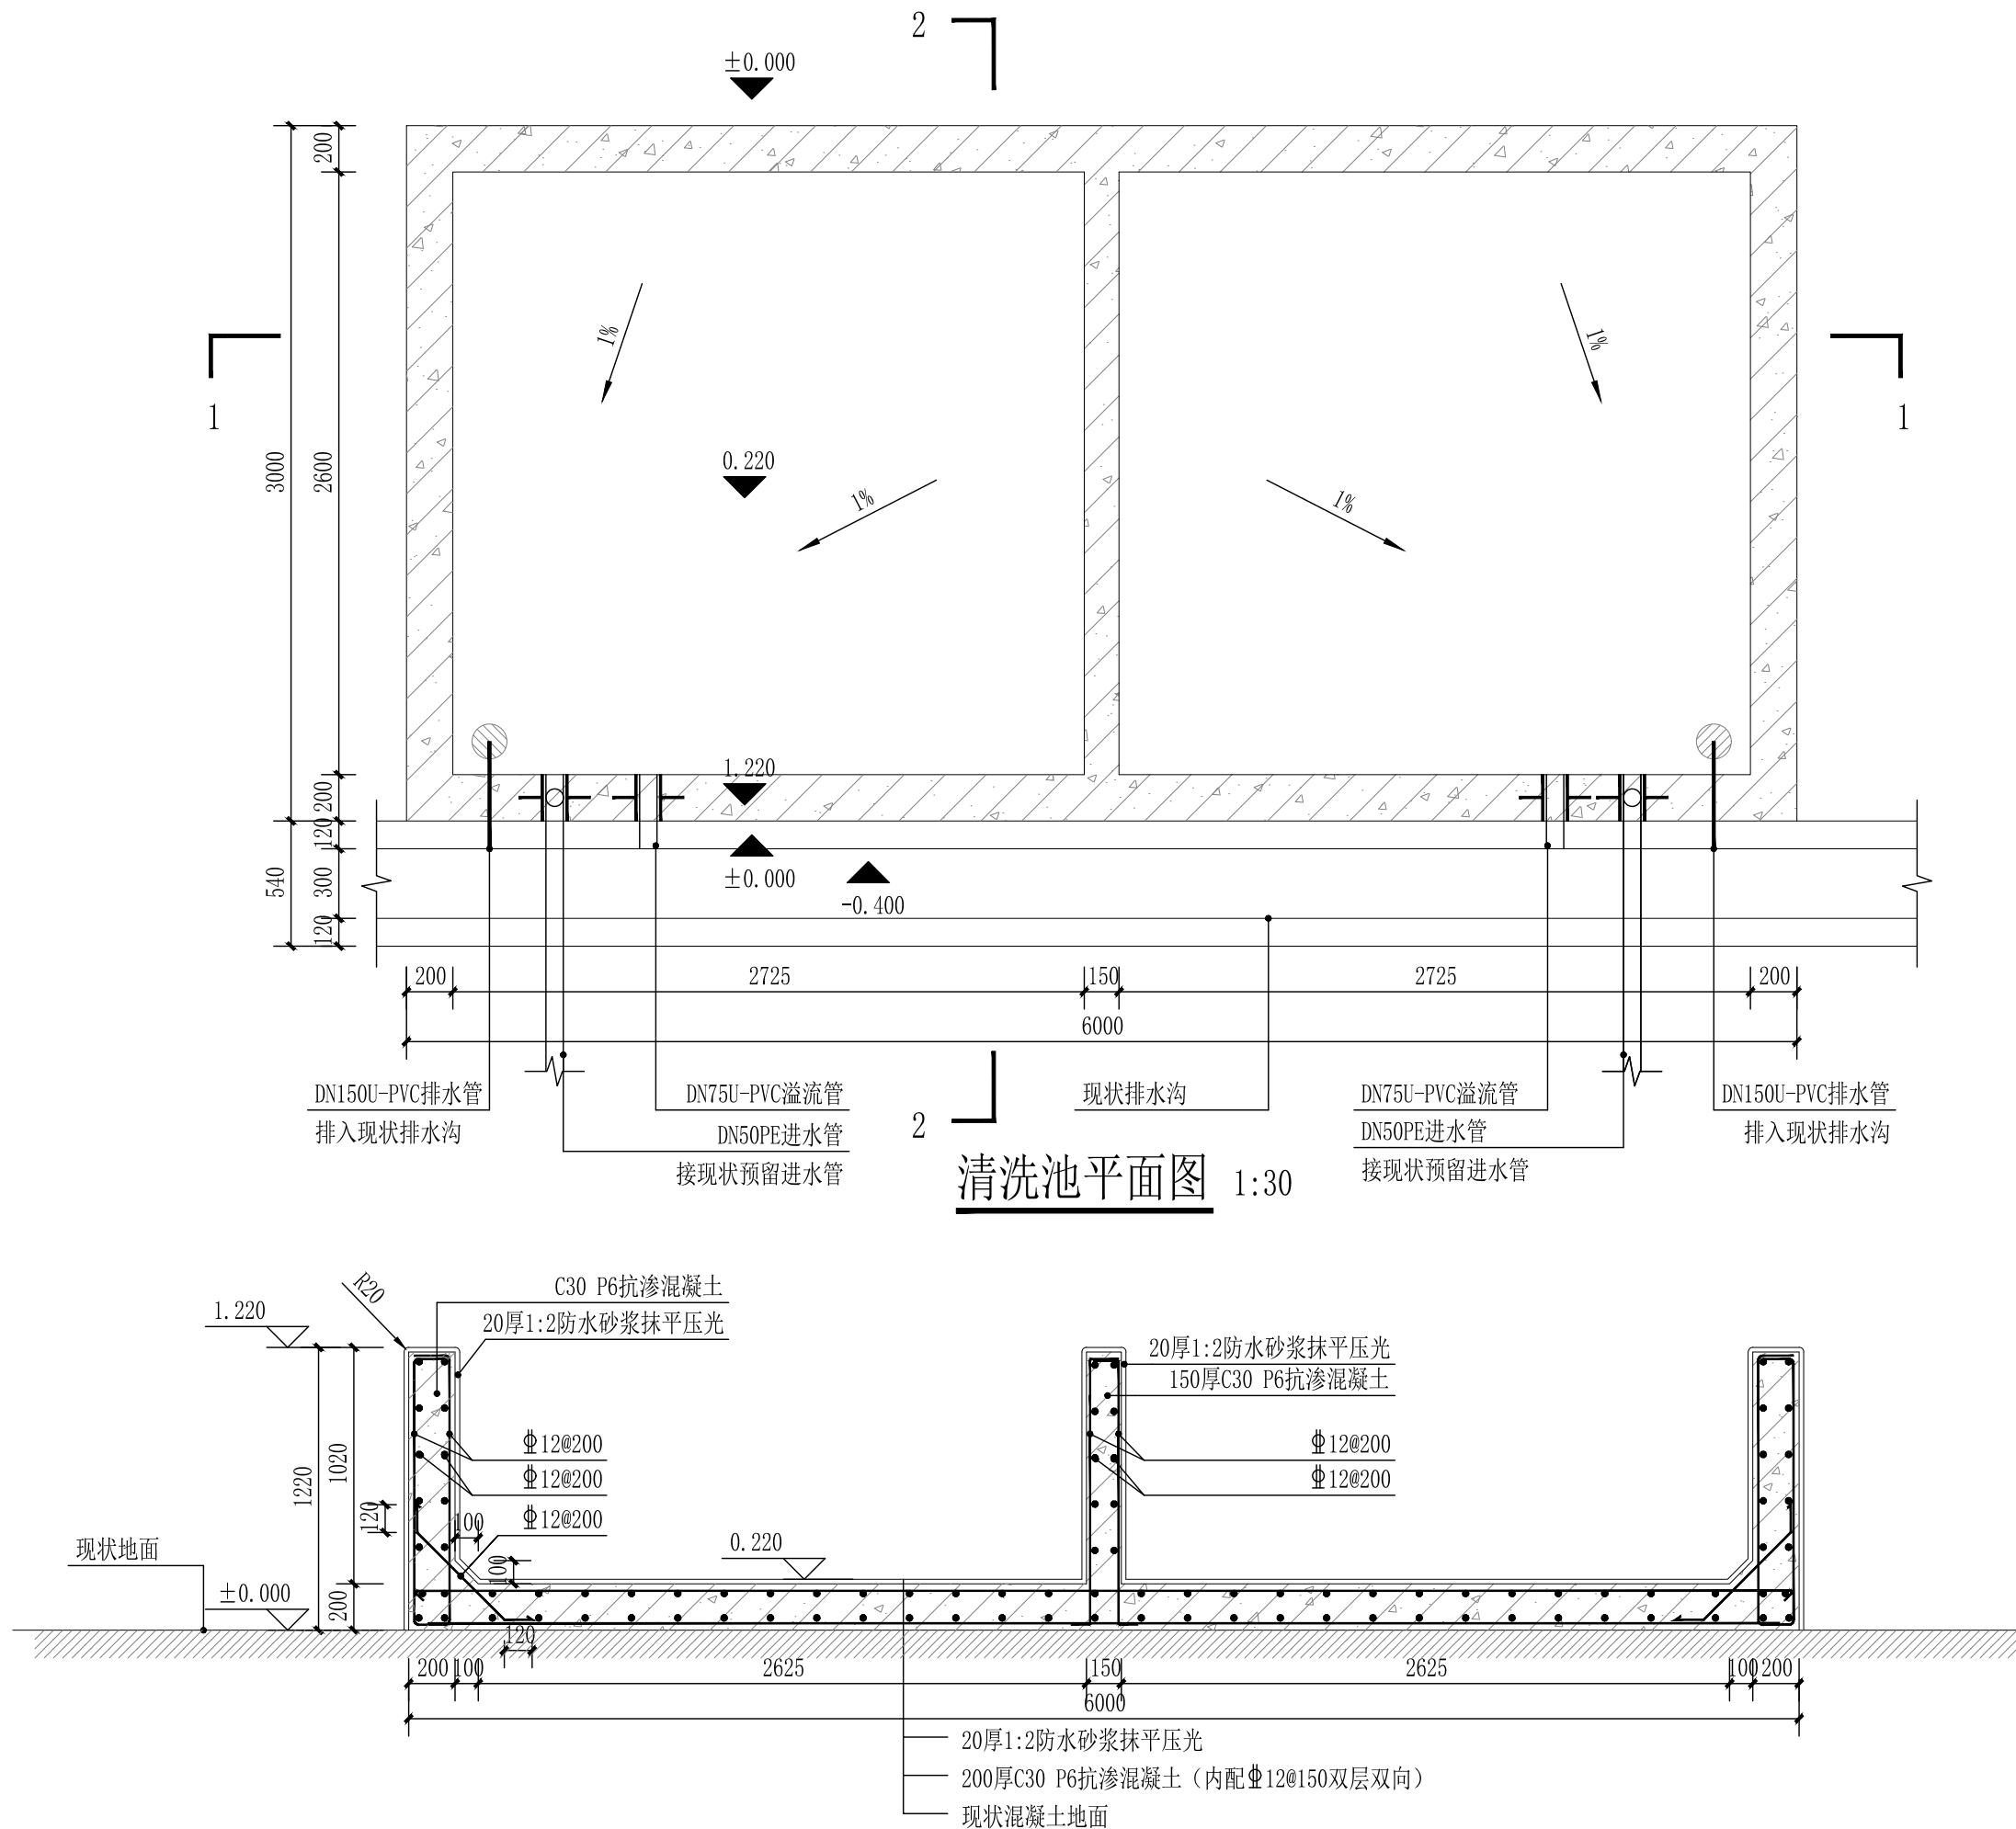 2
±0.000
200
1%
1%
1
1
3000
2600
0.220
1%
1%
1.220
200
120
±0.000
-0.400
540
300
120
200
2725
150
2725
200
6000
DN150U-PVC排水管
排入现状排水沟
DN75U-PVC溢流管
DN50PE进水管
接现状预留进水管
现状排水沟
DN75U-PVC溢流管
DN50PE进水管
接现状预留进水管
DN150U-PVC排水管
排入现状排水沟
2
清洗池平面图 1:30
R20
C30 P6抗渗混凝土
1.220
20厚1:2防水砂浆抹平压光
20厚1:2防水砂浆抹平压光
150厚C30 P6抗渗混凝土
1220
1020
⌽12@200
⌽12@200
⌽12@200
⌽12@200
⌽12@200
120
100
100
0.220
现状地面
±0.000
200
120
200
100
2625
150
2625
100
200
6000
20厚1:2防水砂浆抹平压光
200厚C30 P6抗渗混凝土（内配⌽12@150双层双向）
现状混凝土地面